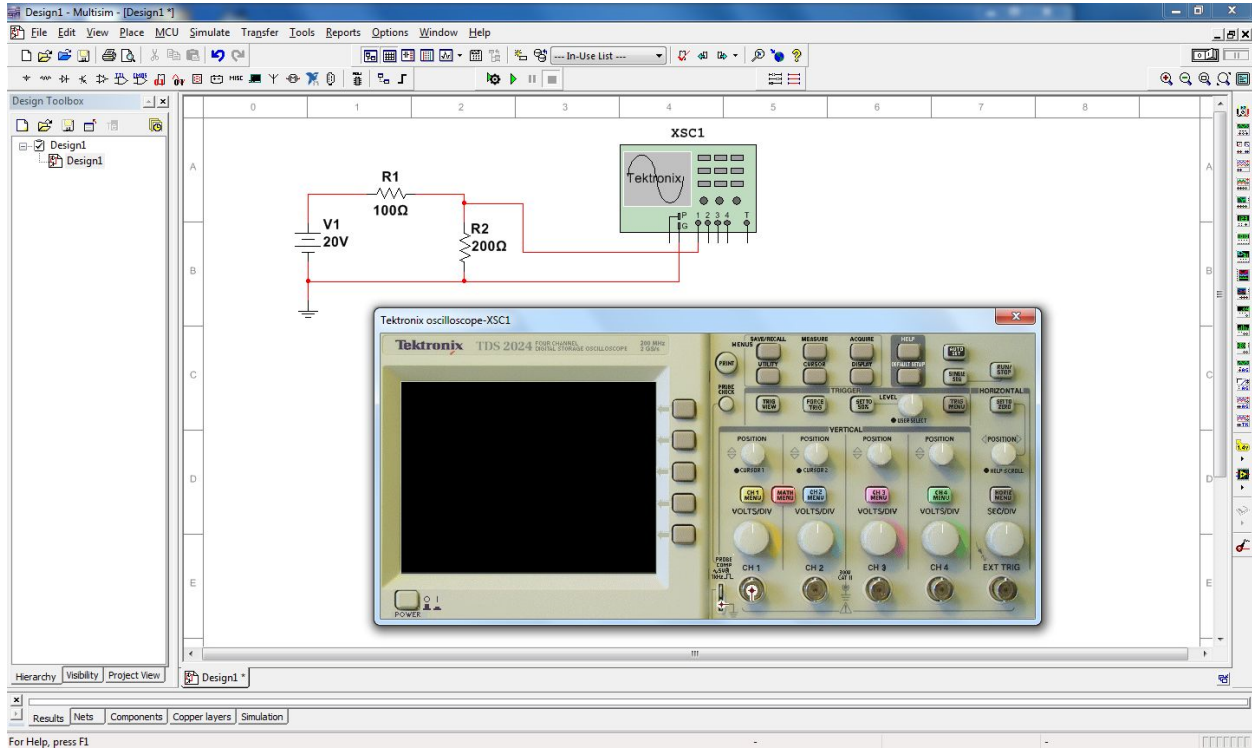 Design1 - Multisim - [Design1 *]
File Edit View Place MCU Simulate Transfer Tools Reports Options Window Help
--- In-Use List ---
Design Toolbox
Design1
Design1
0 1 2 3 4 5 6 7 8
A
B
C
D
E
A
B
C
D
E
XSC1
Tektronix
P 1 2 3 4 T
G
R1
100Ω
V1
20V
R2
200Ω
Tektronix oscilloscope-XSC1
Tektronix TDS 2024 FOUR CHANNEL DIGITAL STORAGE OSCILLOSCOPE 200 MHz 2 GS/s
MENUS SAVE/RECALL MEASURE ACQUIRE HELP
PRINT UTILITY CURSOR DISPLAY DEFAULT SETUP SINGLE SEQ RUN/STOP
PROBE CHECK
TRIGGER HORIZONTAL
TRIG VIEW FORCE TRIG SET TO 50% LEVEL TRIG MENU SET TO ZERO
USER SELECT
VERTICAL
POSITION POSITION POSITION POSITION POSITION
CURSOR 1 CURSOR 2 HELP SCROLL
CH 1 MENU MATH MENU CH 2 MENU CH 3 MENU CH 4 MENU HORIZ MENU
VOLTS/DIV VOLTS/DIV VOLTS/DIV VOLTS/DIV SEC/DIV
PROBE COMP
CH 1 CH 2 CH 3 CH 4 EXT TRIG
POWER
Hierarchy Visibility Project View
Design1 *
Results Nets Components Copper layers Simulation
For Help, press F1